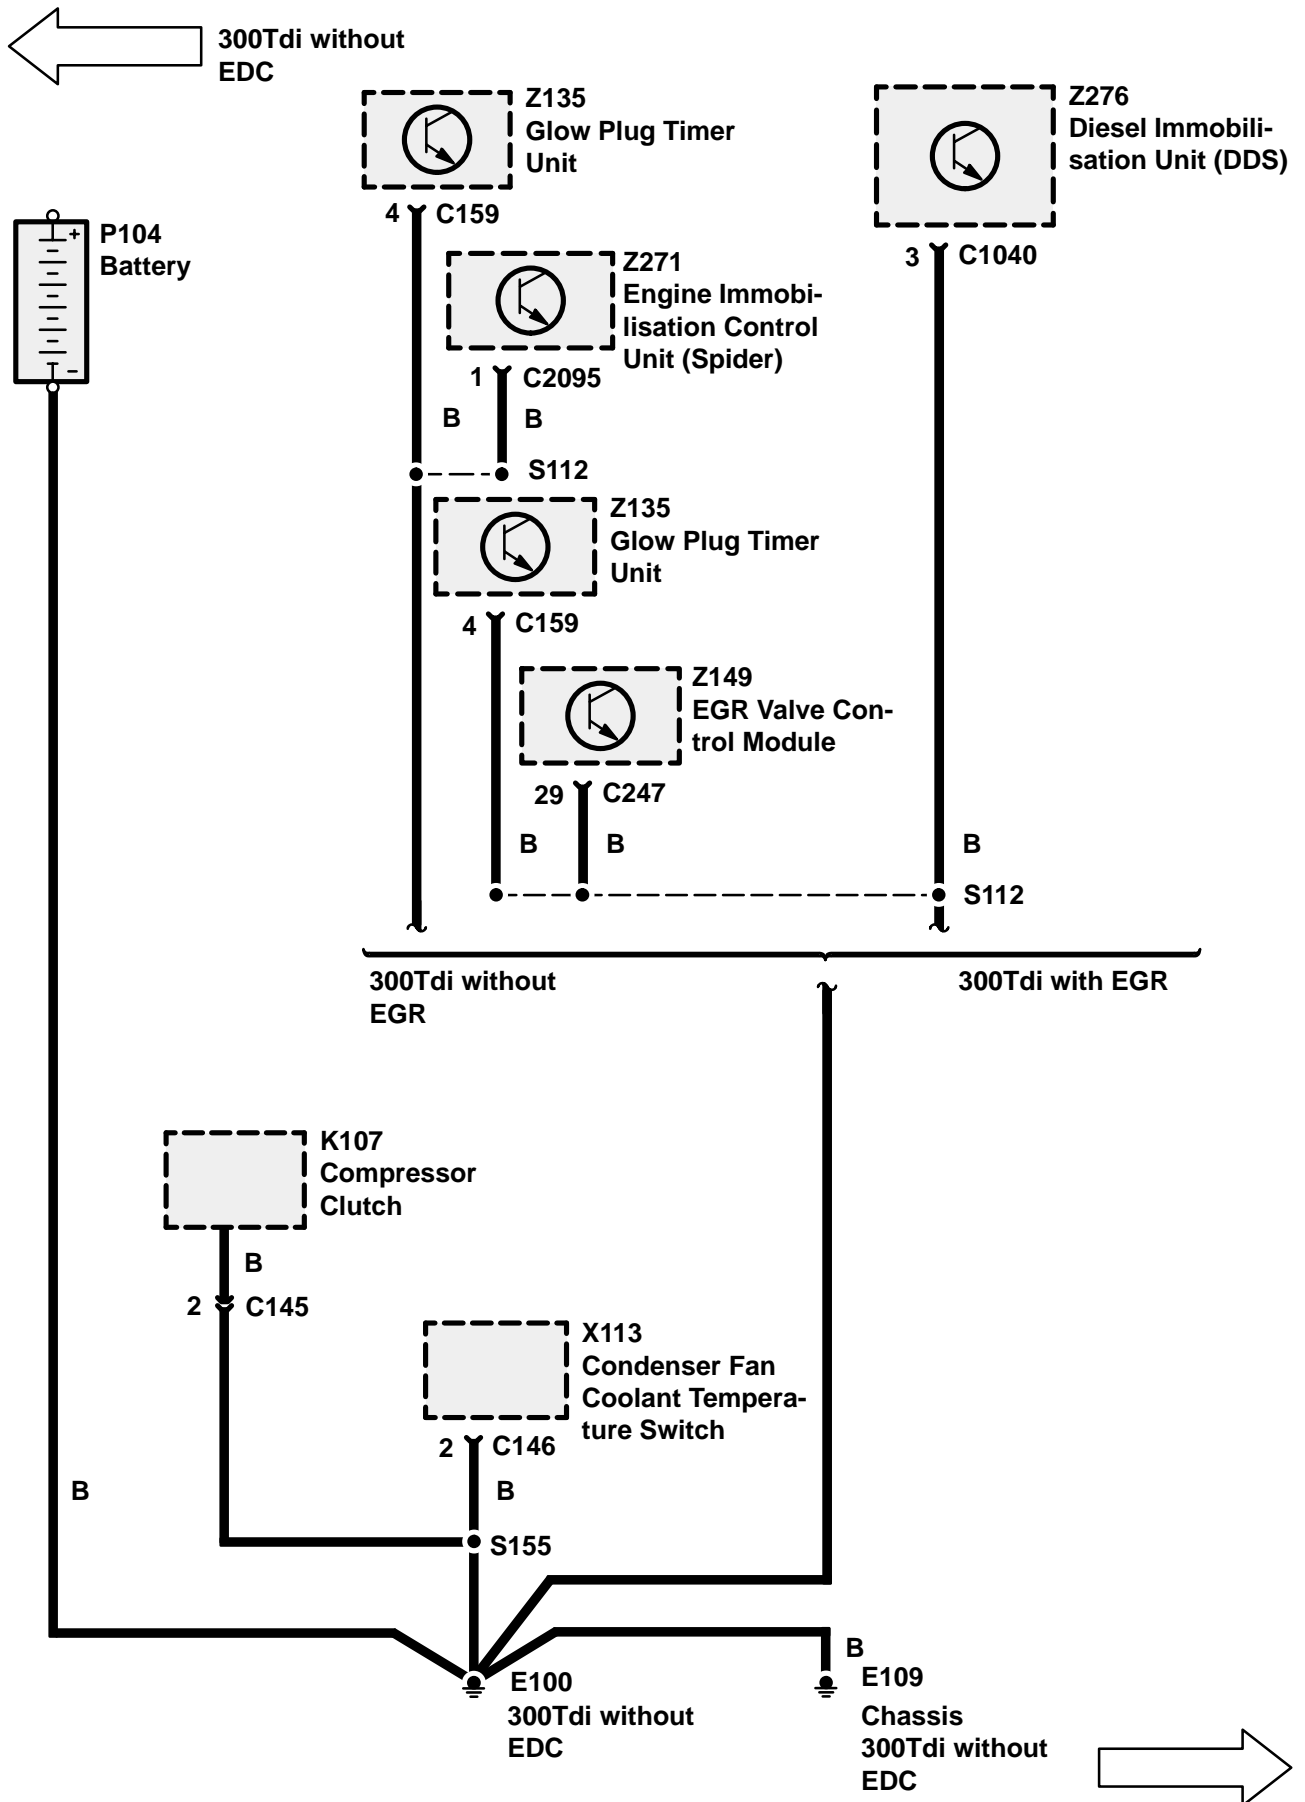 300Tdi without
EDC
Z135
Glow Plug Timer
Unit
Z276
Diesel Immobili-
sation Unit (DDS)
4 C159
P104
Battery
+
−
3 C1040
Z271
Engine Immobi-
lisation Control
Unit (Spider)
1 C2095
B B
S112
Z135
Glow Plug Timer
Unit
4 C159
Z149
EGR Valve Con-
trol Module
29 C247
B B B
S112
300Tdi without
EGR
300Tdi with EGR
K107
Compressor
Clutch
B
2 C145
X113
Condenser Fan
Coolant Tempera-
ture Switch
2 C146
B B
S155
B
E100
300Tdi without
EDC
E109
Chassis
300Tdi without
EDC